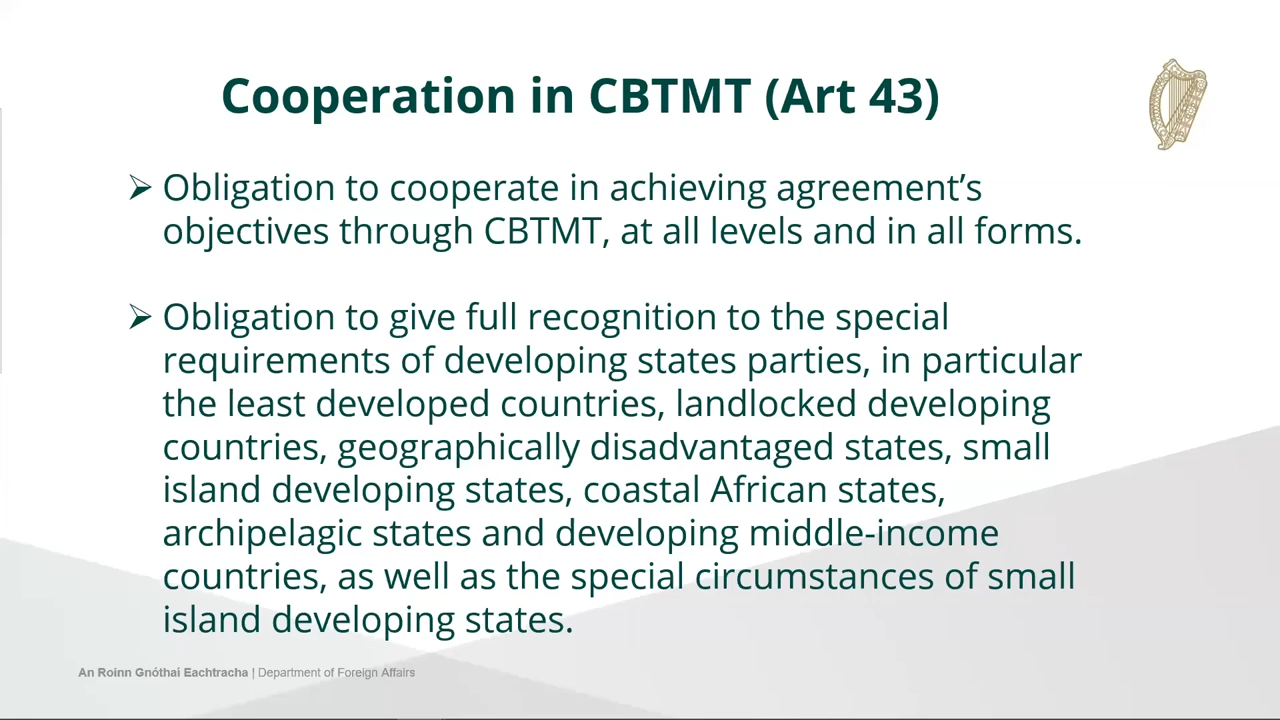 Cooperation in CBTMT (Art 43)
➢ Obligation to cooperate in achieving agreement’s
objectives through CBTMT, at all levels and in all forms.
➢ Obligation to give full recognition to the special
requirements of developing states parties, in particular
the least developed countries, landlocked developing
countries, geographically disadvantaged states, small
island developing states, coastal African states,
archipelagic states and developing middle-income
countries, as well as the special circumstances of small
island developing states.
An Roinn Gnóthaí Eachtracha | Department of Foreign Affairs